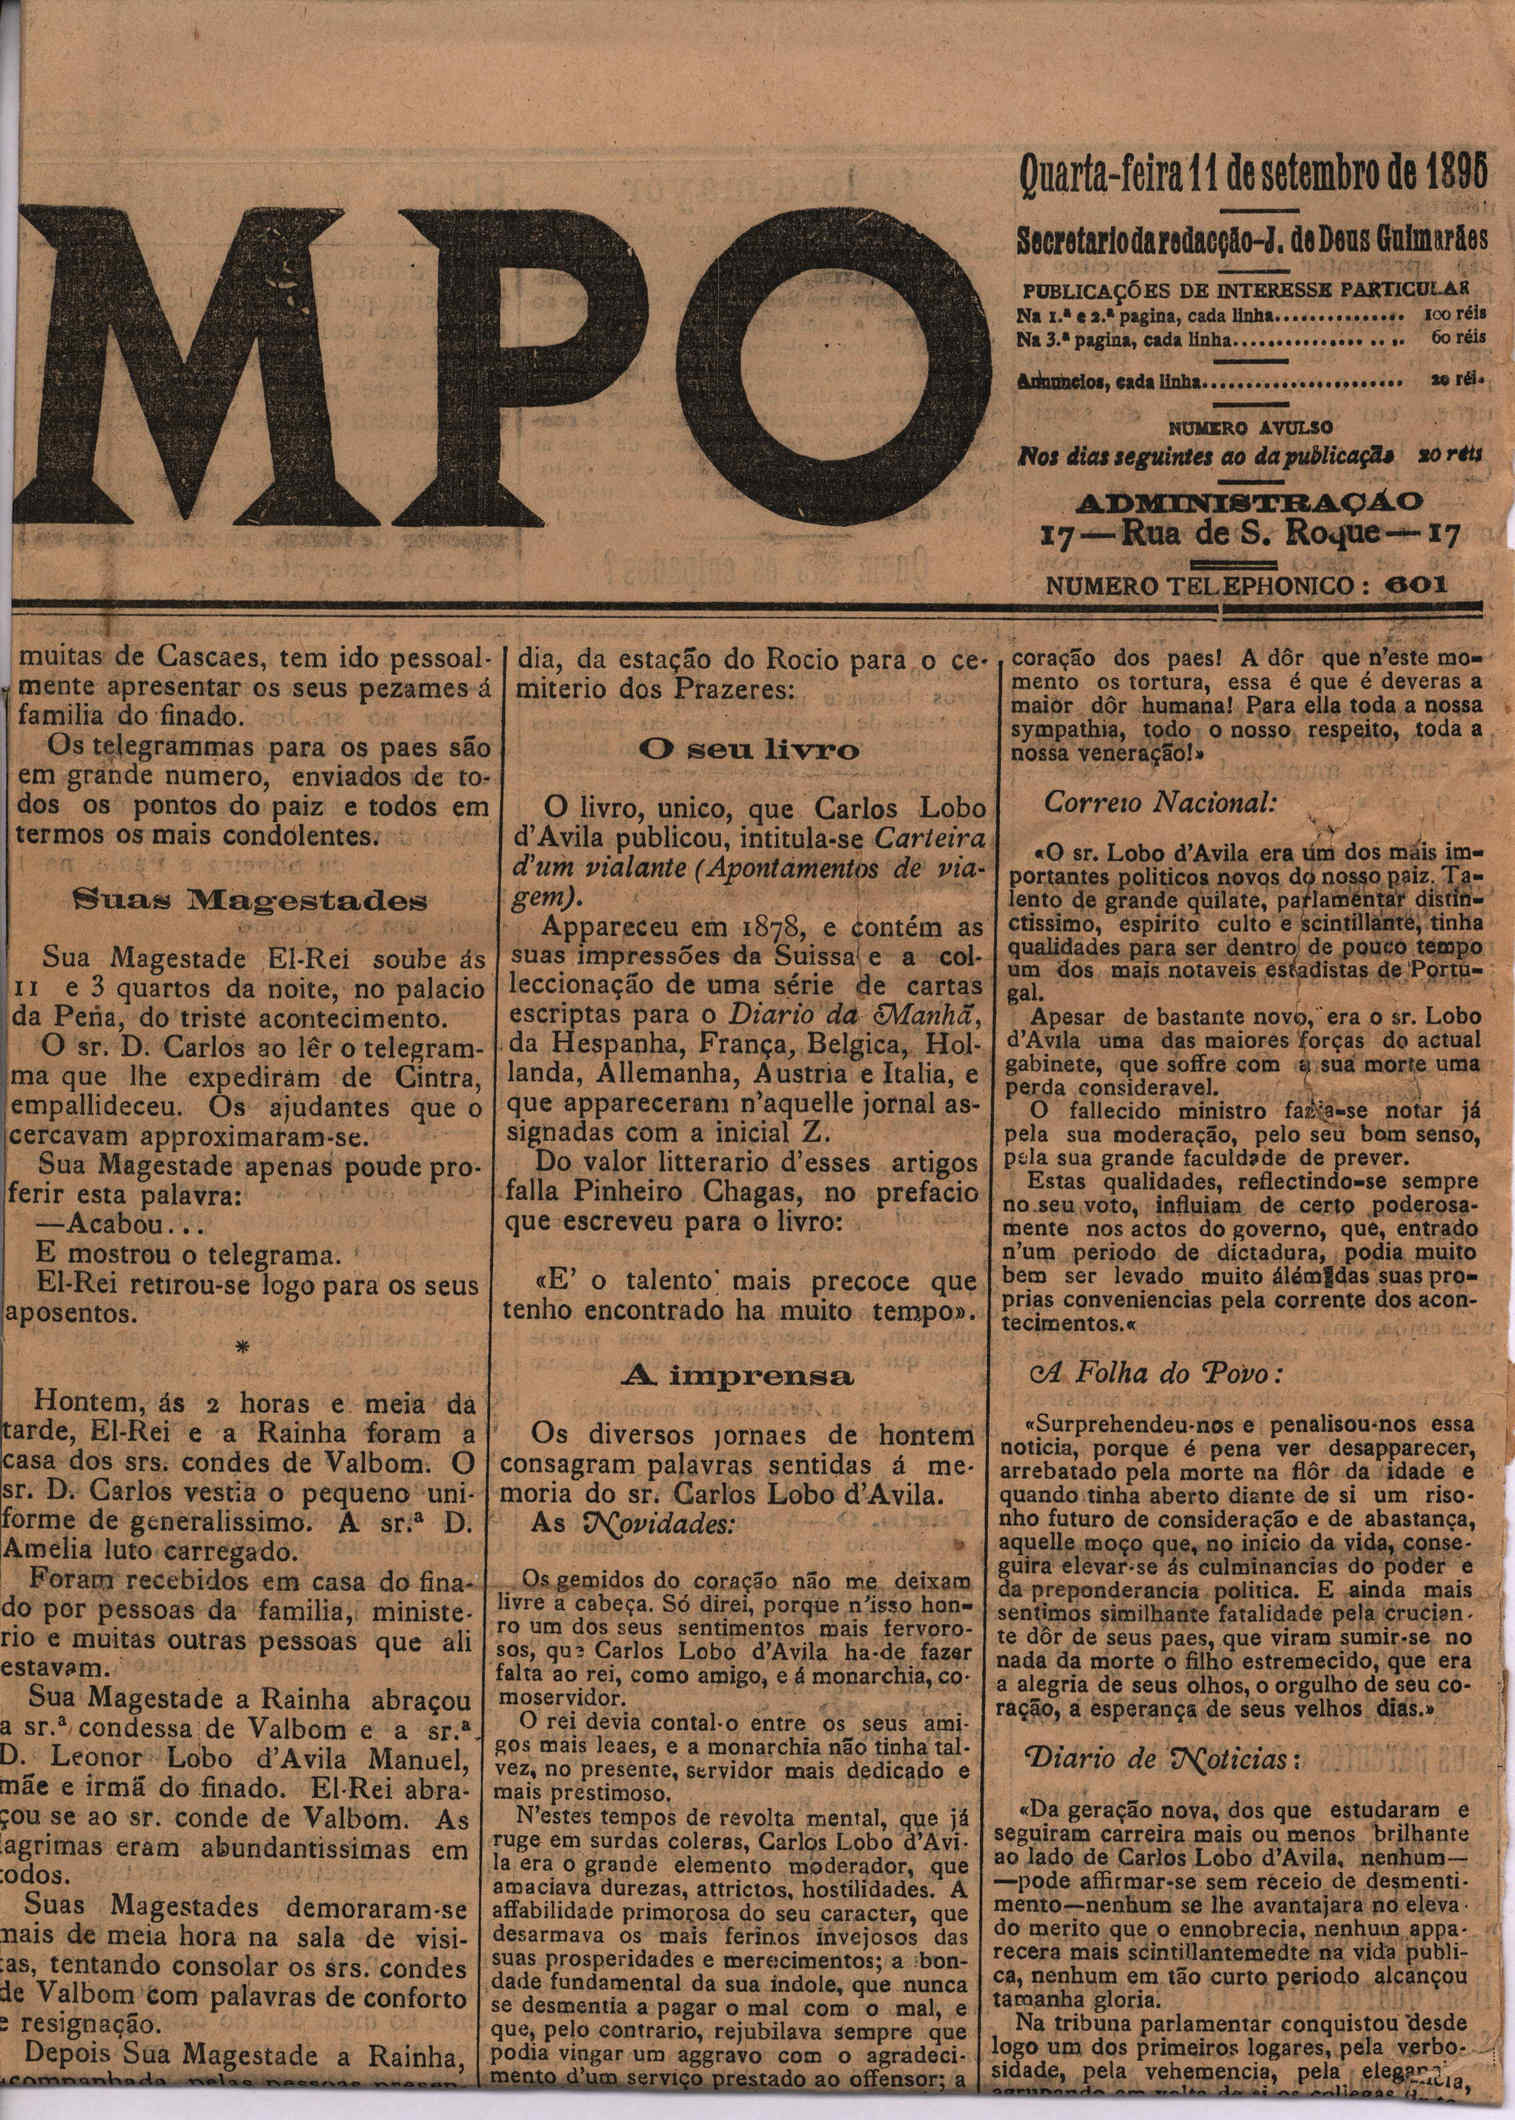 MPO
Quarta-feira 11 de setembro de 1895
Secretario da redacção-J. de Deus Guimarães
PUBLICAÇÕES DE INTERESSE PARTICULAR
Na 1.ª e 2.ª pagina, cada linha............... 100 réis
Na 3.ª pagina, cada linha................ .. .. 60 réis
Annuncios, cada linha........................ 20 réi.
NUMERO AVULSO
Nos dias seguintes ao da publicação 20 réis
ADMINISTRAÇÃO
17—Rua de S. Roque—17
NUMERO TELEPHONICO: 601
muitas de Cascaes, tem ido pessoal-
mente apresentar os seus pezames á
familia do finado.
Os telegrammas para os paes são
em grande numero, enviados de to-
dos os pontos do paiz e todos em
termos os mais condolentes.
Suas Magestades
Sua Magestade El-Rei soube ás
11 e 3 quartos da noite, no palacio
da Pena, do triste acontecimento.
O sr. D. Carlos ao lêr o telegram-
ma que lhe expediram de Cintra,
empallideceu. Os ajudantes que o
cercavam approximaram-se.
Sua Magestade apenas poude pro-
ferir esta palavra:
—Acabou...
E mostrou o telegrama.
El-Rei retirou-se logo para os seus
aposentos.
*
Hontem, ás 2 horas e meia da
tarde, El-Rei e a Rainha foram a
casa dos srs. condes de Valbom. O
sr. D. Carlos vestia o pequeno uni-
forme de generalissimo. A sr.ª D.
Amelia luto carregado.
Foram recebidos em casa do fina-
do por pessoas da familia, ministe-
rio e muitas outras pessoas que ali
estavam.
Sua Magestade a Rainha abraçou
a sr.ª condessa de Valbom e a sr.ª
D. Leonor Lobo d'Avila Manuel,
mãe e irmã do finado. El-Rei abra-
çou se ao sr. conde de Valbom. As
agrimas eram abundantissimas em
odos.
Suas Magestades demoraram-se
mais de meia hora na sala de visi-
as, tentando consolar os srs. condes
de Valbom com palavras de conforto
e resignação.
Depois Sua Magestade a Rainha,
acompanhada pelas pessoas presen-
dia, da estação do Rocio para o ce-
miterio dos Prazeres:
O seu livro
O livro, unico, que Carlos Lobo
d'Avila publicou, intitula-se Carteira
d'um vialante (Apontamentos de via-
gem).
Appareceu em 1878, e contém as
suas impressões da Suissa e a col-
leccionação de uma série de cartas
escriptas para o Diario da Manhã,
da Hespanha, França, Belgica, Hol-
landa, Allemanha, Austria e Italia, e
que appareceram n'aquelle jornal as-
signadas com a inicial Z.
Do valor litterario d'esses artigos
falla Pinheiro Chagas, no prefacio
que escreveu para o livro:
«E' o talento mais precoce que
tenho encontrado ha muito tempo».
A imprensa
Os diversos jornaes de hontem
consagram palavras sentidas á me-
moria do sr. Carlos Lobo d'Avila.
As Novidades:
Os gemidos do coração não me deixam
livre a cabeça. Só direi, porque n'isso hon-
ro um dos seus sentimentos mais fervoro-
sos, que Carlos Lobo d'Avila ha-de fazer
falta ao rei, como amigo, e á monarchia, co-
moservidor.
O rei devia contal-o entre os seus ami-
gos mais leaes, e a monarchia não tinha tal-
vez, no presente, servidor mais dedicado e
mais prestimoso.
N'estes tempos de revolta mental, que já
ruge em surdas coleras, Carlos Lobo d'Avi-
la era o grande elemento moderador, que
amaciava durezas, attrictos, hostilidades. A
affabilidade primorosa do seu caracter, que
desarmava os mais ferinos invejosos das
suas prosperidades e merecimentos; a bon-
dade fundamental da sua indole, que nunca
se desmentia a pagar o mal com o mal, e
que, pelo contrario, rejubilava sempre que
podia vingar um aggravo com o agradeci-
mento d'um serviço prestado ao offensor; a
coração dos paes! A dôr que n'este mo-
mento os tortura, essa é que é deveras a
maior dôr humana! Para ella toda a nossa
sympathia, todo o nosso respeito, toda a
nossa veneração!»
Correio Nacional:
«O sr. Lobo d'Avila era um dos mais im-
portantes politicos novos do nosso paiz. Ta-
lento de grande quilate, parlamentar distin-
ctissimo, espirito culto e scintillante, tinha
qualidades para ser dentro de pouco tempo
um dos mais notaveis estadistas de Portu-
gal.
Apesar de bastante novo, era o sr. Lobo
d'Avila uma das maiores forças do actual
gabinete, que soffre com a sua morte uma
perda consideravel.
O fallecido ministro fazia-se notar já
pela sua moderação, pelo seu bom senso,
pela sua grande faculdade de prever.
Estas qualidades, reflectindo-se sempre
no seu voto, influiam de certo poderosa-
mente nos actos do governo, que, entrado
n'um periodo de dictadura, podia muito
bem ser levado muito álém das suas pro-
prias conveniencias pela corrente dos acon-
tecimentos.«
A Folha do Povo:
«Surprehendeu-nos e penalisou-nos essa
noticia, porque é pena ver desapparecer,
arrebatado pela morte na flôr da idade e
quando tinha aberto diante de si um riso-
nho futuro de consideração e de abastança,
aquelle moço que, no inicio da vida, conse-
guira elevar-se ás culminancias do poder e
da preponderancia politica. E ainda mais
sentimos similhante fatalidade pela crucian-
te dôr de seus paes, que viram sumir-se no
nada da morte o filho estremecido, que era
a alegria de seus olhos, o orgulho de seu co-
ração, a esperança de seus velhos dias.»
Diario de Noticias:
«Da geração nova, dos que estudaram e
seguiram carreira mais ou menos brilhante
ao lado de Carlos Lobo d'Avila, nenhum—
—pode affirmar-se sem receio de desmenti-
mento—nenhum se lhe avantajara no eleva-
do merito que o ennobrecia, nenhum appa-
recera mais scintillantemedte na vida publi-
ca, nenhum em tão curto periodo alcançou
tamanha gloria.
Na tribuna parlamentar conquistou desde
logo um dos primeiros logares, pela verbo-
sidade, pela vehemencia, pela elegancia,
agrupando em volta de si os collegas